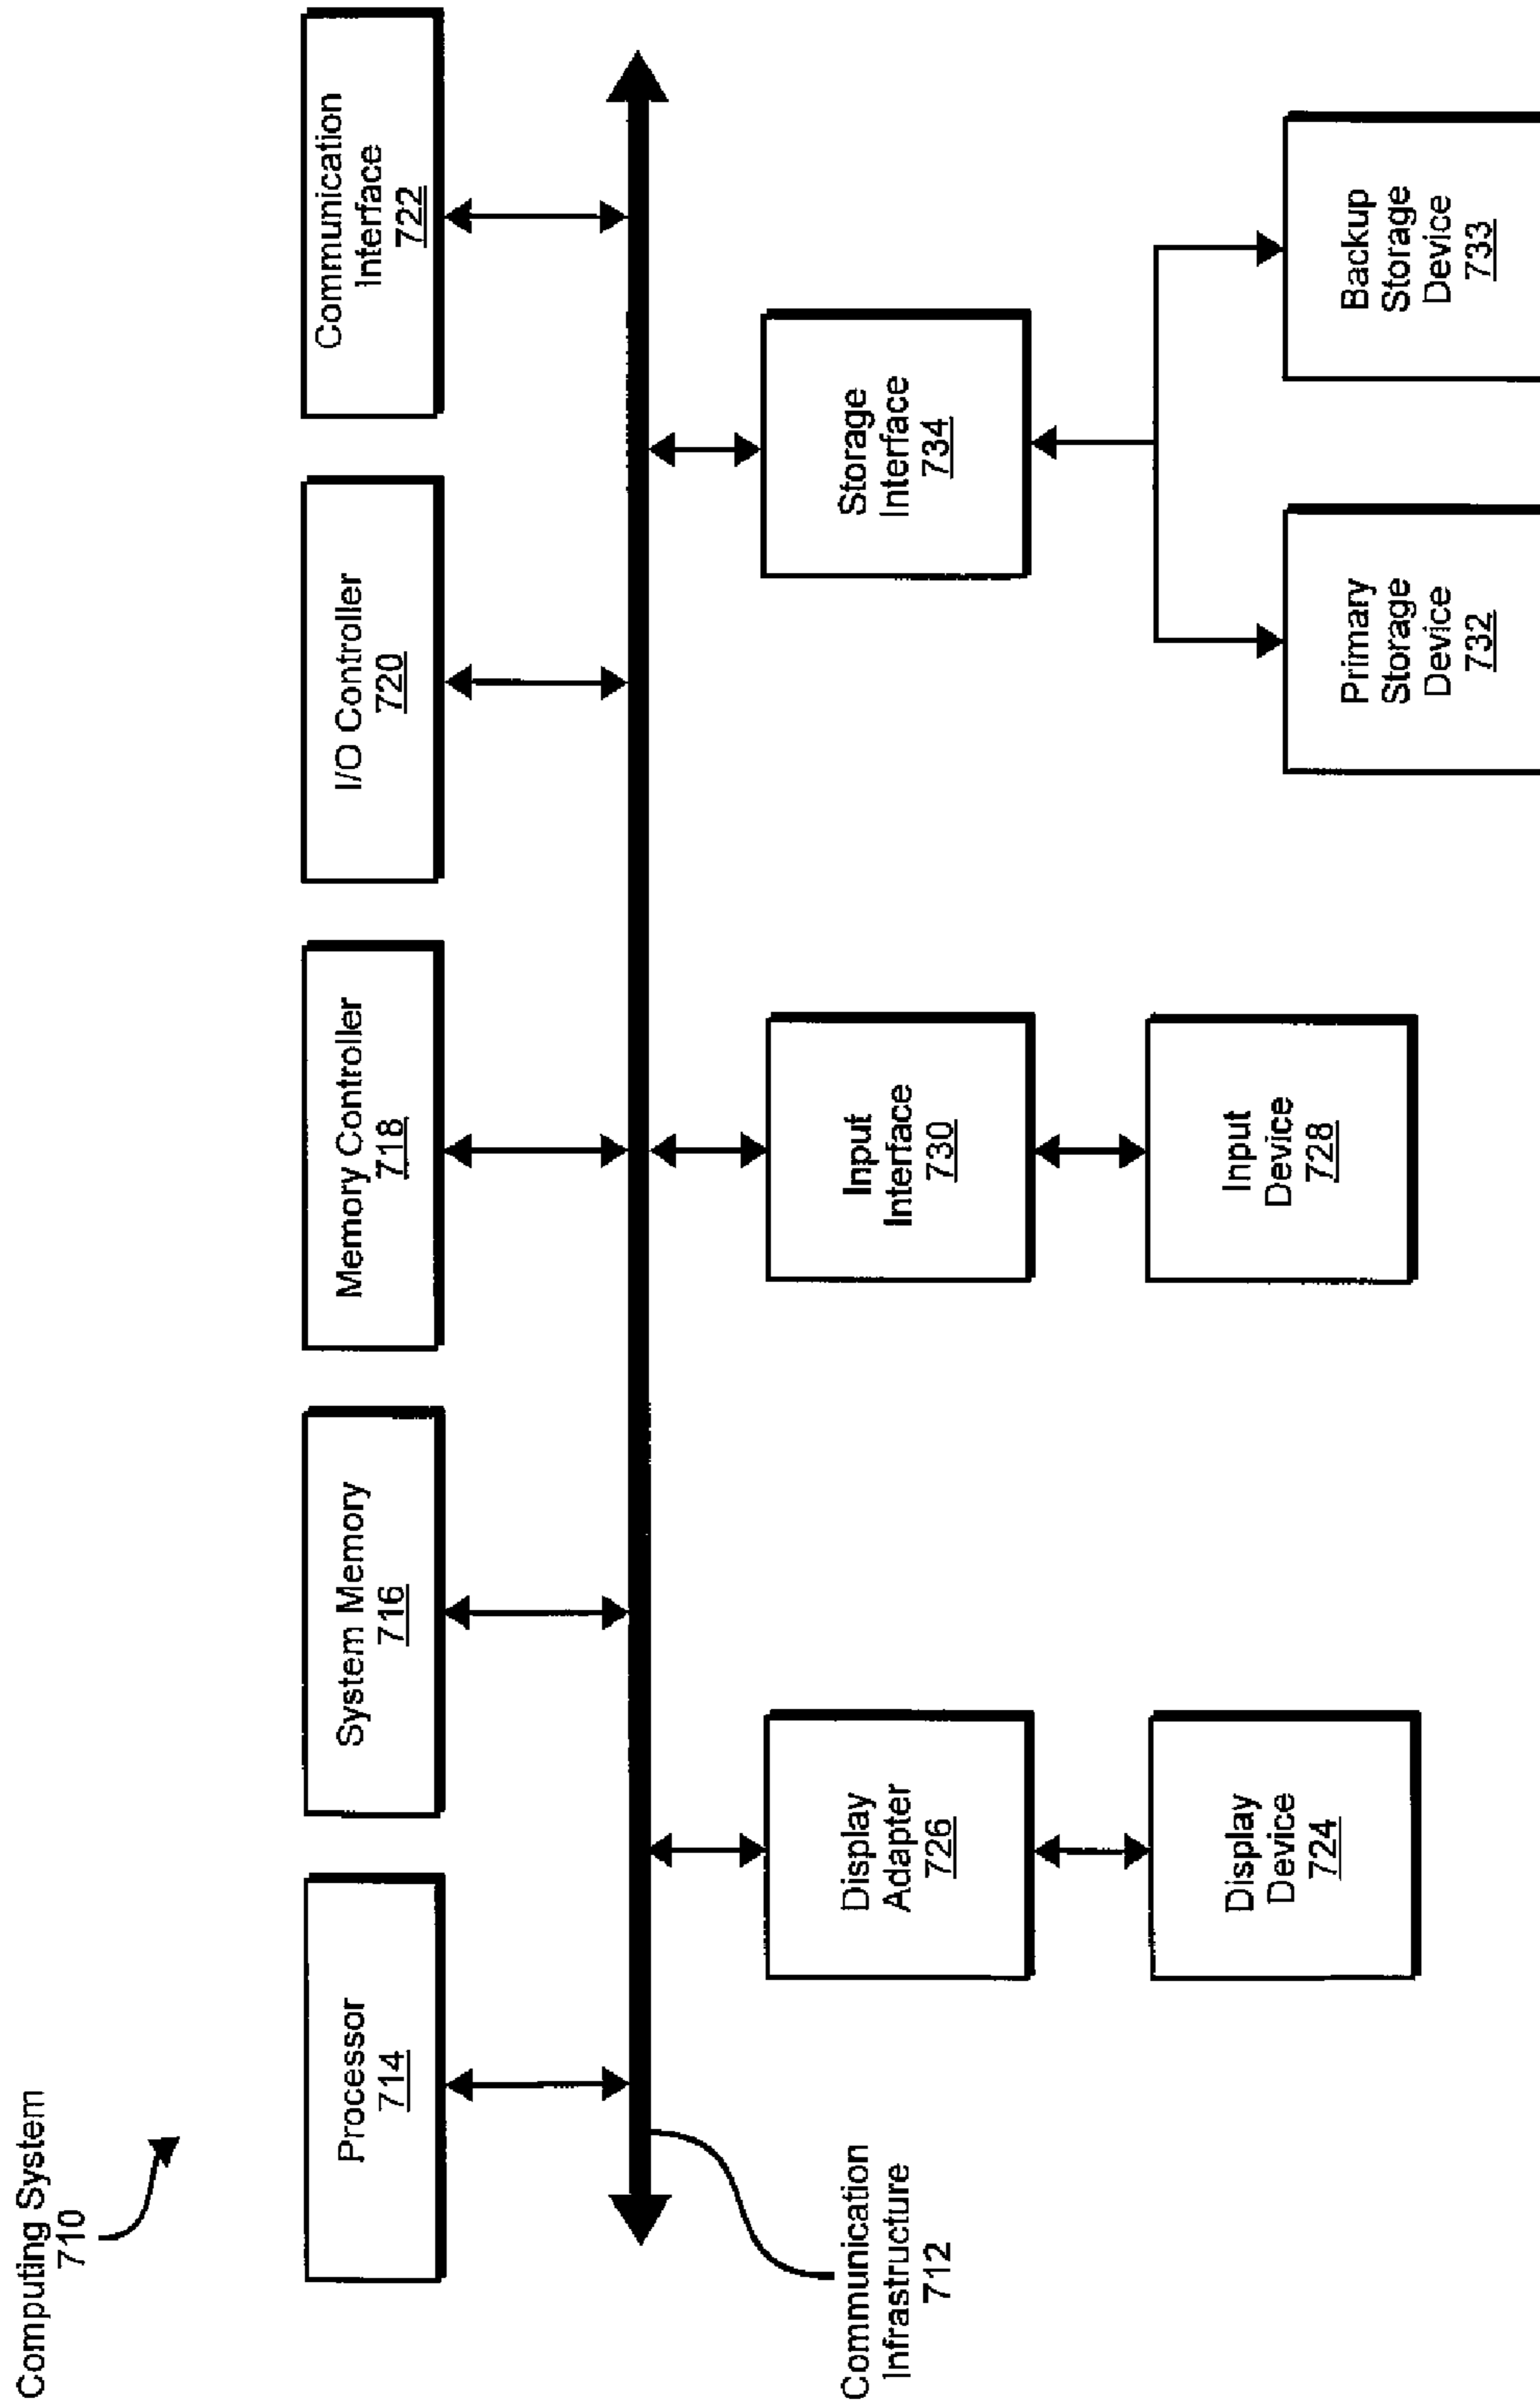 Computing System
710
Processor
714
System Memory
716
Memory Controller
718
I/O Controller
720
Communication
Interface
722
Communication
Infrastructure
712
Display
Adapter
726
Input
Interface
730
Storage
Interface
734
Display
Device
724
Input
Device
728
Primary
Storage
Device
732
Backup
Storage
Device
733